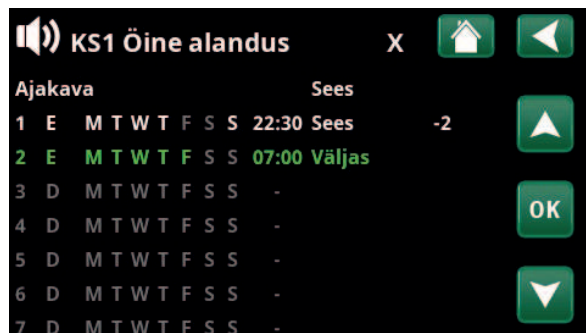 KS1 Öine alandus X
Ajakava Sees
1 E M T W T F S S 22:30 Sees -2
2 E M T W T F S S 07:00 Väljas
3 D M T W T F S S -
4 D M T W T F S S -
OK
5 D M T W T F S S -
6 D M T W T F S S -
7 D M T W T F S S -